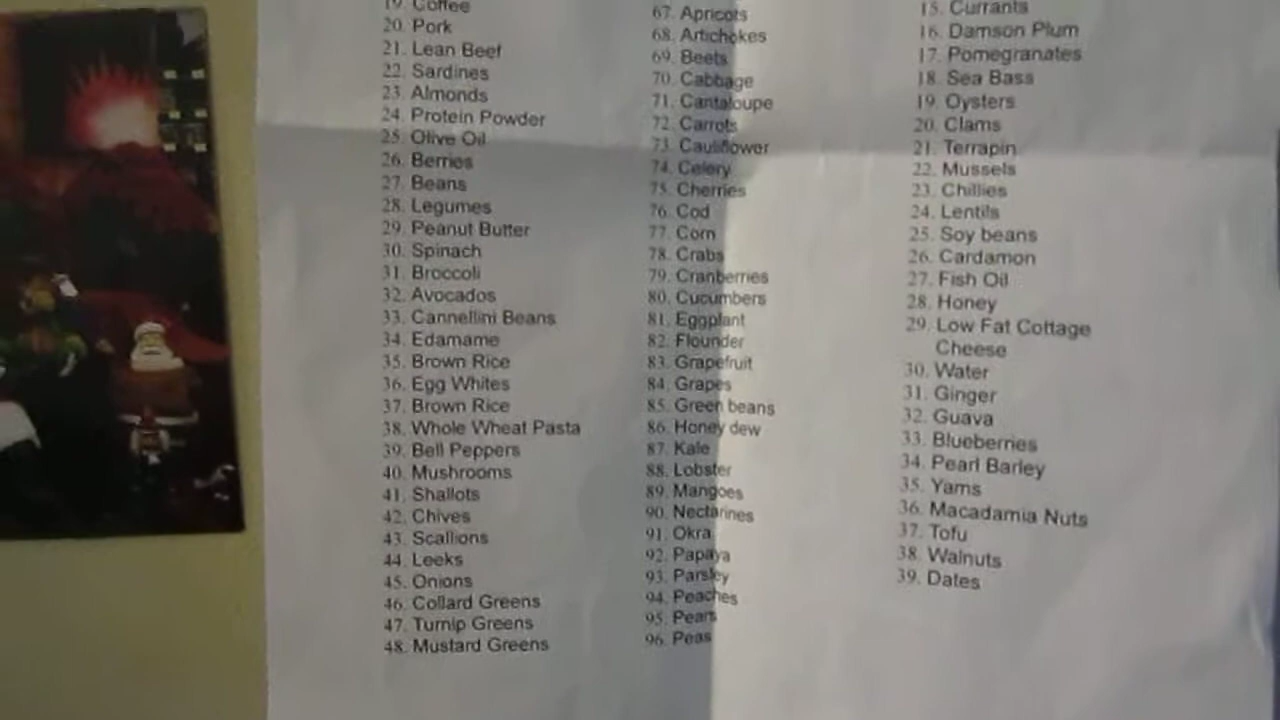 19. Coffee
20. Pork
21. Lean Beef
22. Sardines
23. Almonds
24. Protein Powder
25. Olive Oil
26. Berries
27. Beans
28. Legumes
29. Peanut Butter
30. Spinach
31. Broccoli
32. Avocados
33. Cannellini Beans
34. Edamame
35. Brown Rice
36. Egg Whites
37. Brown Rice
38. Whole Wheat Pasta
39. Bell Peppers
40. Mushrooms
41. Shallots
42. Chives
43. Scallions
44. Leeks
45. Onions
46. Collard Greens
47. Turnip Greens
48. Mustard Greens
67. Apricots
68. Artichokes
69. Beets
70. Cabbage
71. Cantaloupe
72. Carrots
73. Cauliflower
74. Celery
75. Cherries
76. Cod
77. Corn
78. Crabs
79. Cranberries
80. Cucumbers
81. Eggplant
82. Flounder
83. Grapefruit
84. Grapes
85. Green beans
86. Honey dew
87. Kale
88. Lobster
89. Mangoes
90. Nectarines
91. Okra
92. Papaya
93. Parsley
94. Peaches
95. Pears
96. Peas
15. Currants
16. Damson Plum
17. Pomegranates
18. Sea Bass
19. Oysters
20. Clams
21. Terrapin
22. Mussels
23. Chillies
24. Lentils
25. Soy beans
26. Cardamon
27. Fish Oil
28. Honey
29. Low Fat Cottage
Cheese
30. Water
31. Ginger
32. Guava
33. Blueberries
34. Pearl Barley
35. Yams
36. Macadamia Nuts
37. Tofu
38. Walnuts
39. Dates